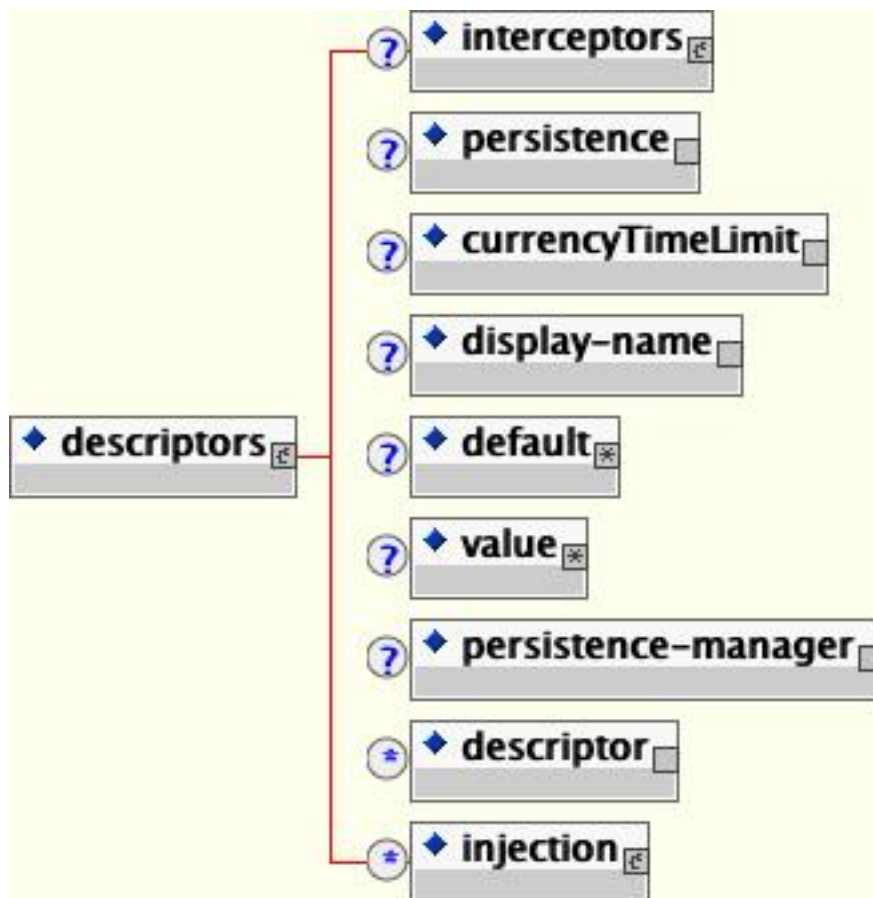 ? interceptors
? persistence
? currencyTimeLimit
? display-name
descriptors
? default
? value
? persistence-manager
* descriptor
* injection